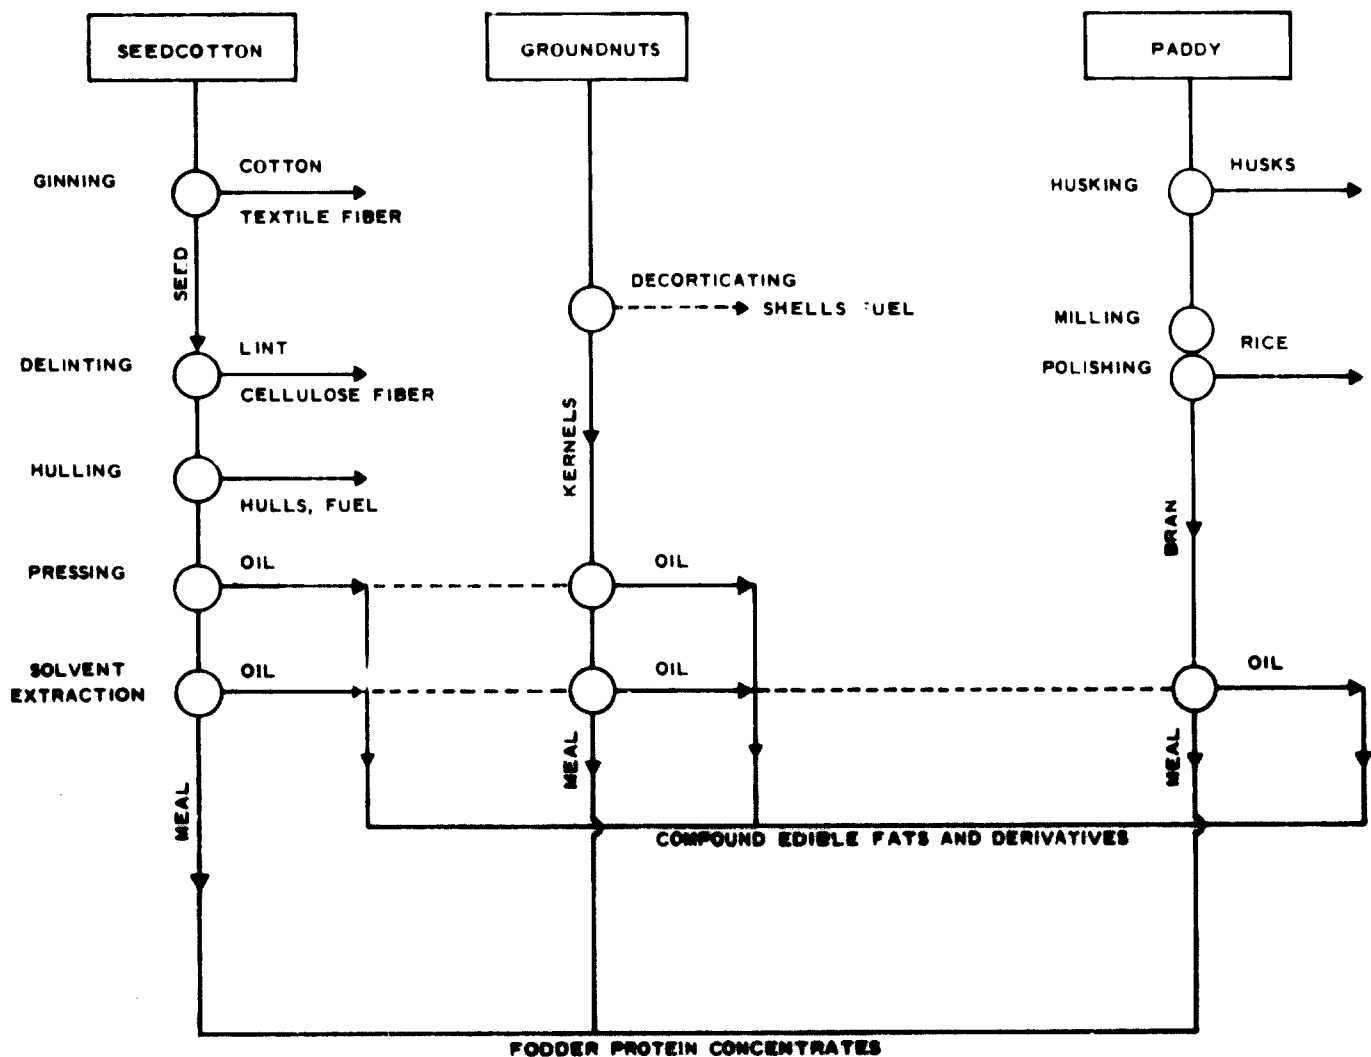 SEEDCOTTON
GROUNDNUTS
PADDY
GINNING
COTTON
TEXTILE FIBER
HUSKING
HUSKS
SEED
DECORTICATING
SHELLS FUEL
MILLING
POLISHING
RICE
DELINTING
LINT
CELLULOSE FIBER
KERNELS
HULLING
HULLS, FUEL
BRAN
PRESSING
OIL
OIL
SOLVENT
EXTRACTION
OIL
OIL
OIL
MEAL
MEAL
MEAL
COMPOUND EDIBLE FATS AND DERIVATIVES
FODDER PROTEIN CONCENTRATES